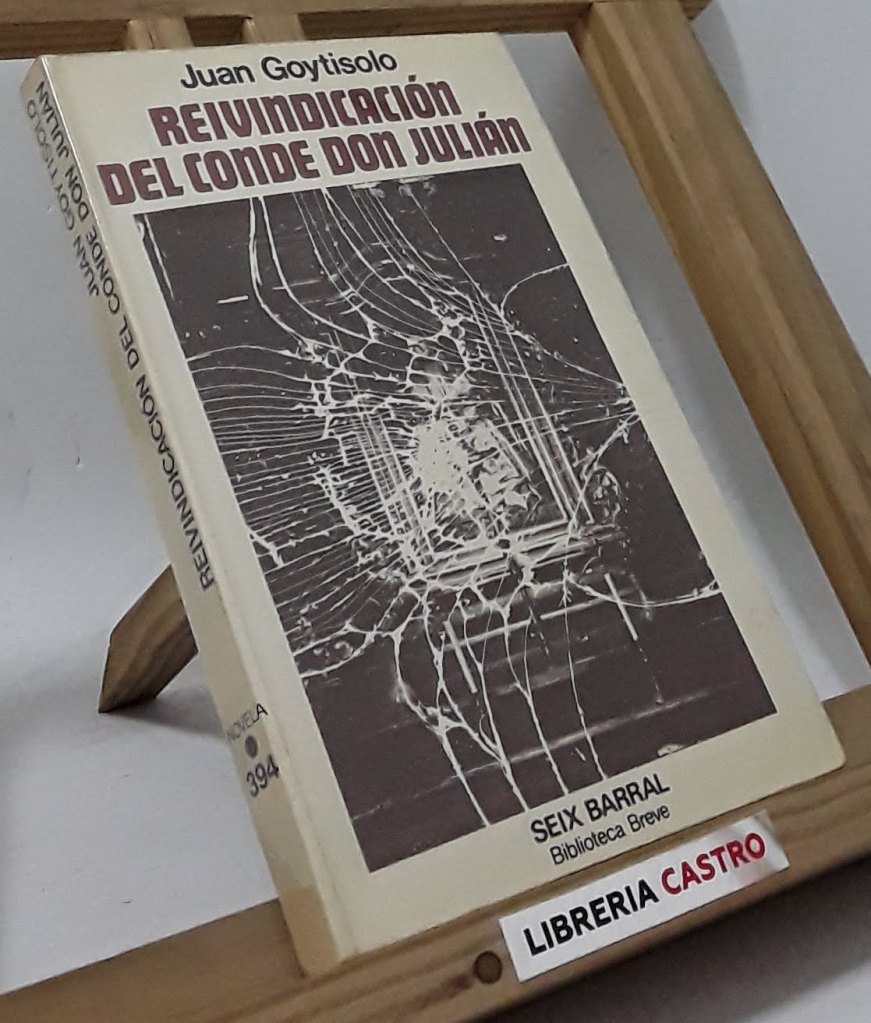 Juan Goytisolo
REIVINDICACIÓN
DEL CONDE DON JULIÁN
SEIX BARRAL
Biblioteca Breve
JUAN GOYTISOLO
REIVINDICACIÓN DEL CONDE DON JULIÁN
NOVELA
394
LIBRERIA CASTRO